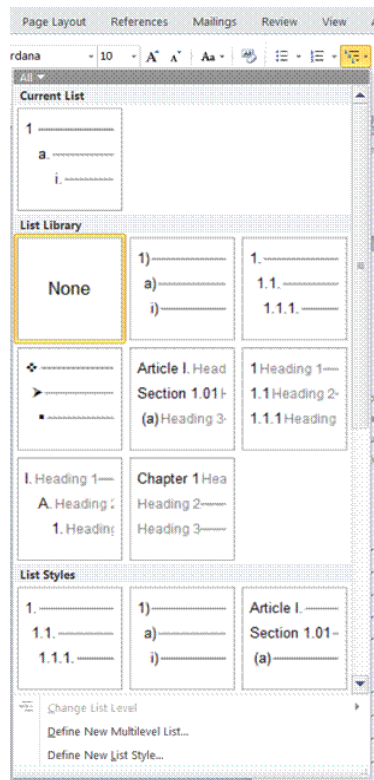 Page Layout References Mailings Review View
rdana 10 A A Aa
All
Current List
1
a.
i.
List Library
None
1)
a)
i)
1.
1.1.
1.1.1.
Article I. Head
Section 1.01
(a) Heading 3
1 Heading 1
1.1 Heading 2
1.1.1 Heading
I. Heading 1
A. Heading 2
1. Heading
Chapter 1 Hea
Heading 2
Heading 3
List Styles
1.
1.1.
1.1.1.
1)
a)
i)
Article I.
Section 1.01
(a)
Change List Level
Define New Multilevel List...
Define New List Style...